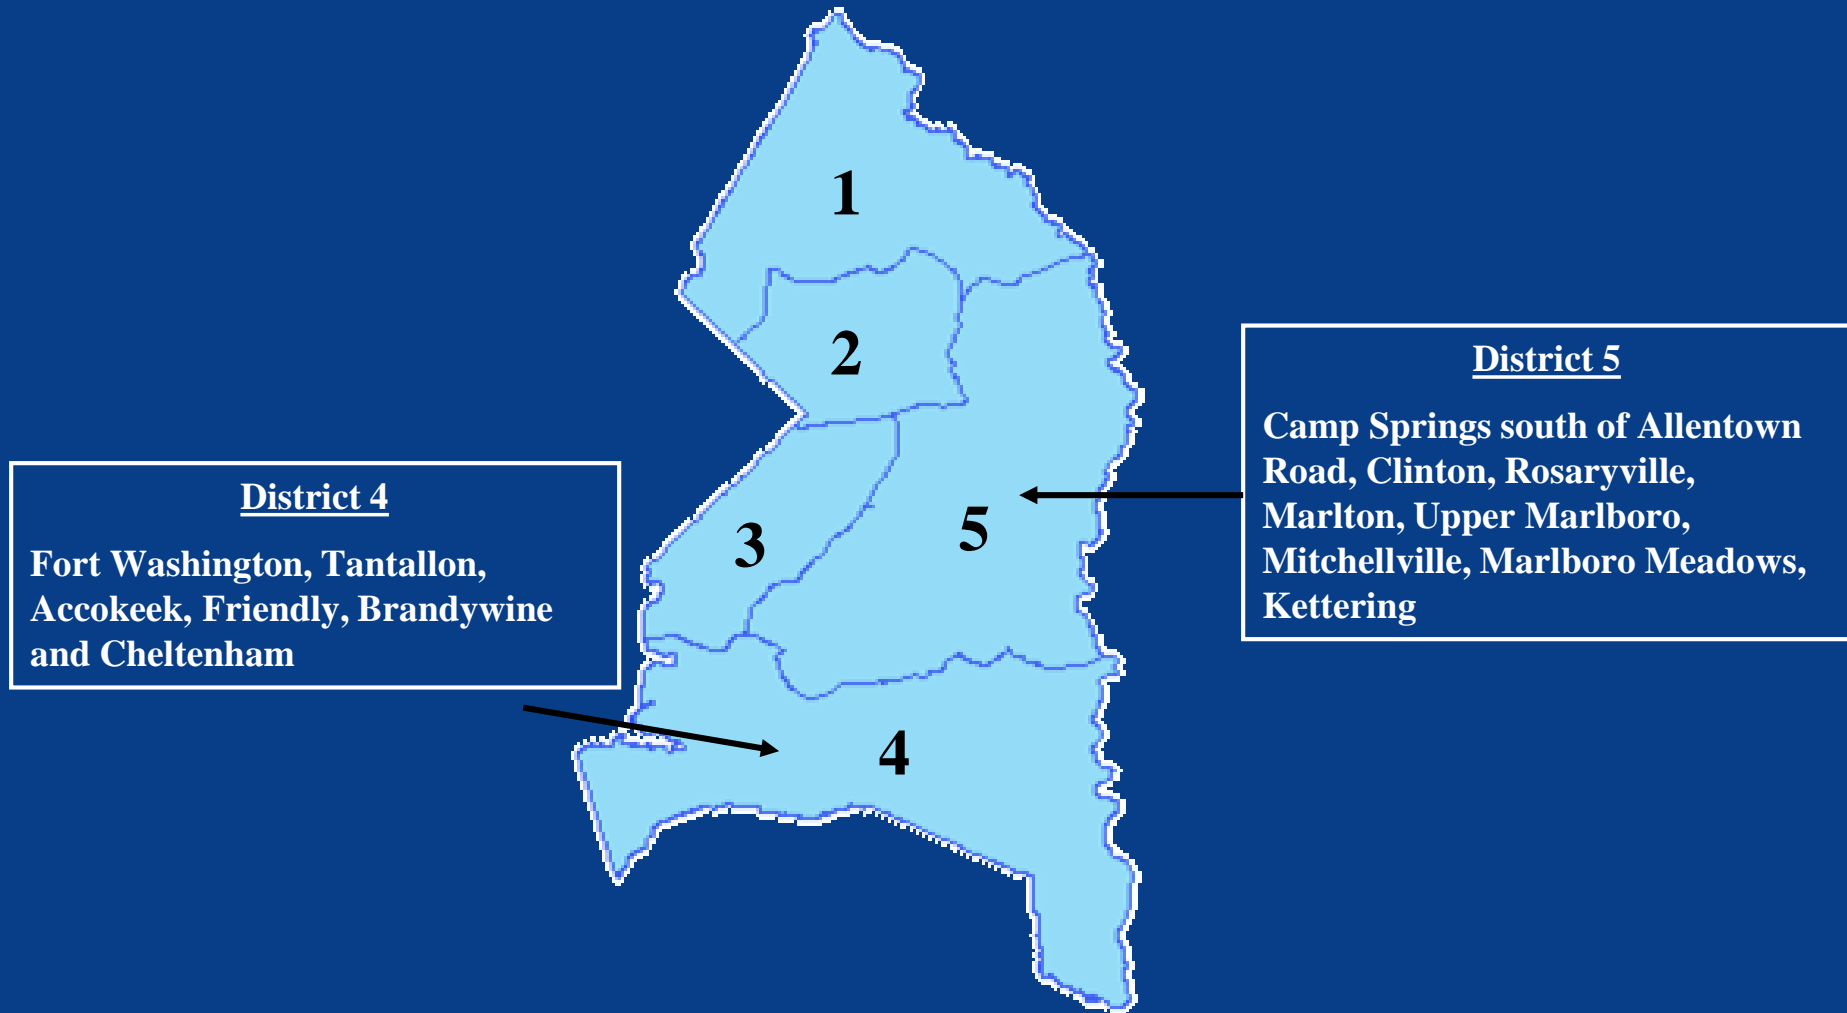 1
2
3
5
4
District 4
Fort Washington, Tantallon,
Accokeek, Friendly, Brandywine
and Cheltenham
District 5
Camp Springs south of Allentown
Road, Clinton, Rosaryville,
Marlton, Upper Marlboro,
Mitchellville, Marlboro Meadows,
Kettering